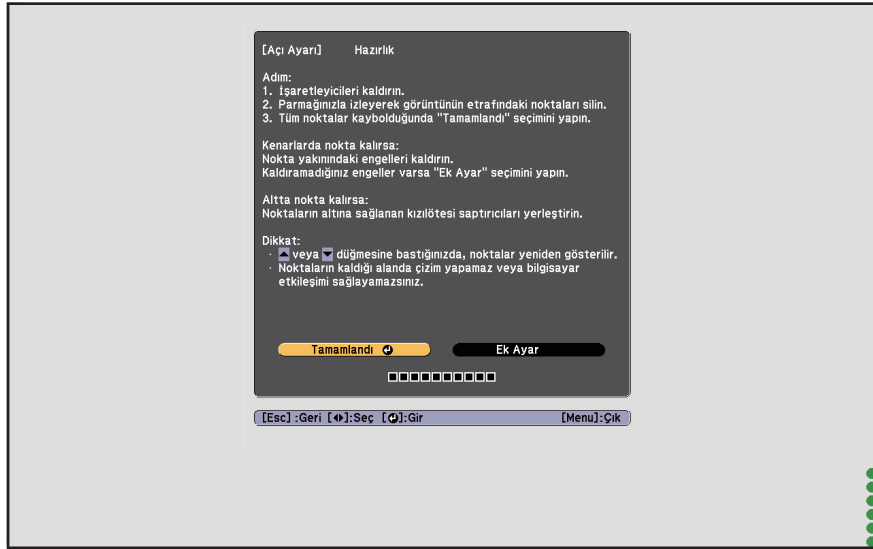 [Açı Ayarı] Hazırlık
Adım:
1. İşaretleyicileri kaldırın.
2. Parmağınızla izleyerek görüntünün etrafındaki noktaları silin.
3. Tüm noktalar kaybolduğunda "Tamamlandı" seçimini yapın.
Kenarlarda nokta kalırsa:
Nokta yakınındaki engelleri kaldırın.
Kaldıramadığınız engeller varsa "Ek Ayar" seçimini yapın.
Altta nokta kalırsa:
Noktaların altına sağlanan kızılötesi saptırıcıları yerleştirin.
Dikkat:
· ▲ veya ▼ düğmesine bastığınızda, noktalar yeniden gösterilir.
· Noktaların kaldığı alanda çizim yapamaz veya bilgisayar
etkileşimi sağlayamazsınız.
Tamamlandı Ek Ayar
[Esc] :Geri [◆]:Seç [⏎]:Gir [Menu]:Çık